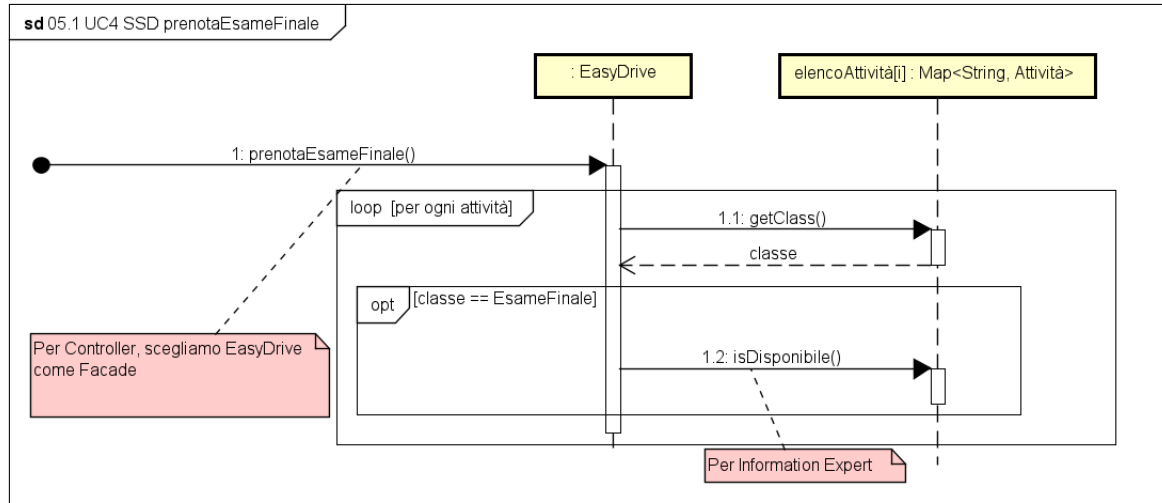 sd 05.1 UC4 SSD prenotaEsameFinale
: EasyDrive
elencoAttività[i] : Map<String, Attività>
1: prenotaEsameFinale()
loop [per ogni attività]
1.1: getClass()
classe
opt [classe == EsameFinale]
Per Controller, scegliamo EasyDrive
come Facade
1.2: isDisponibile()
Per Information Expert